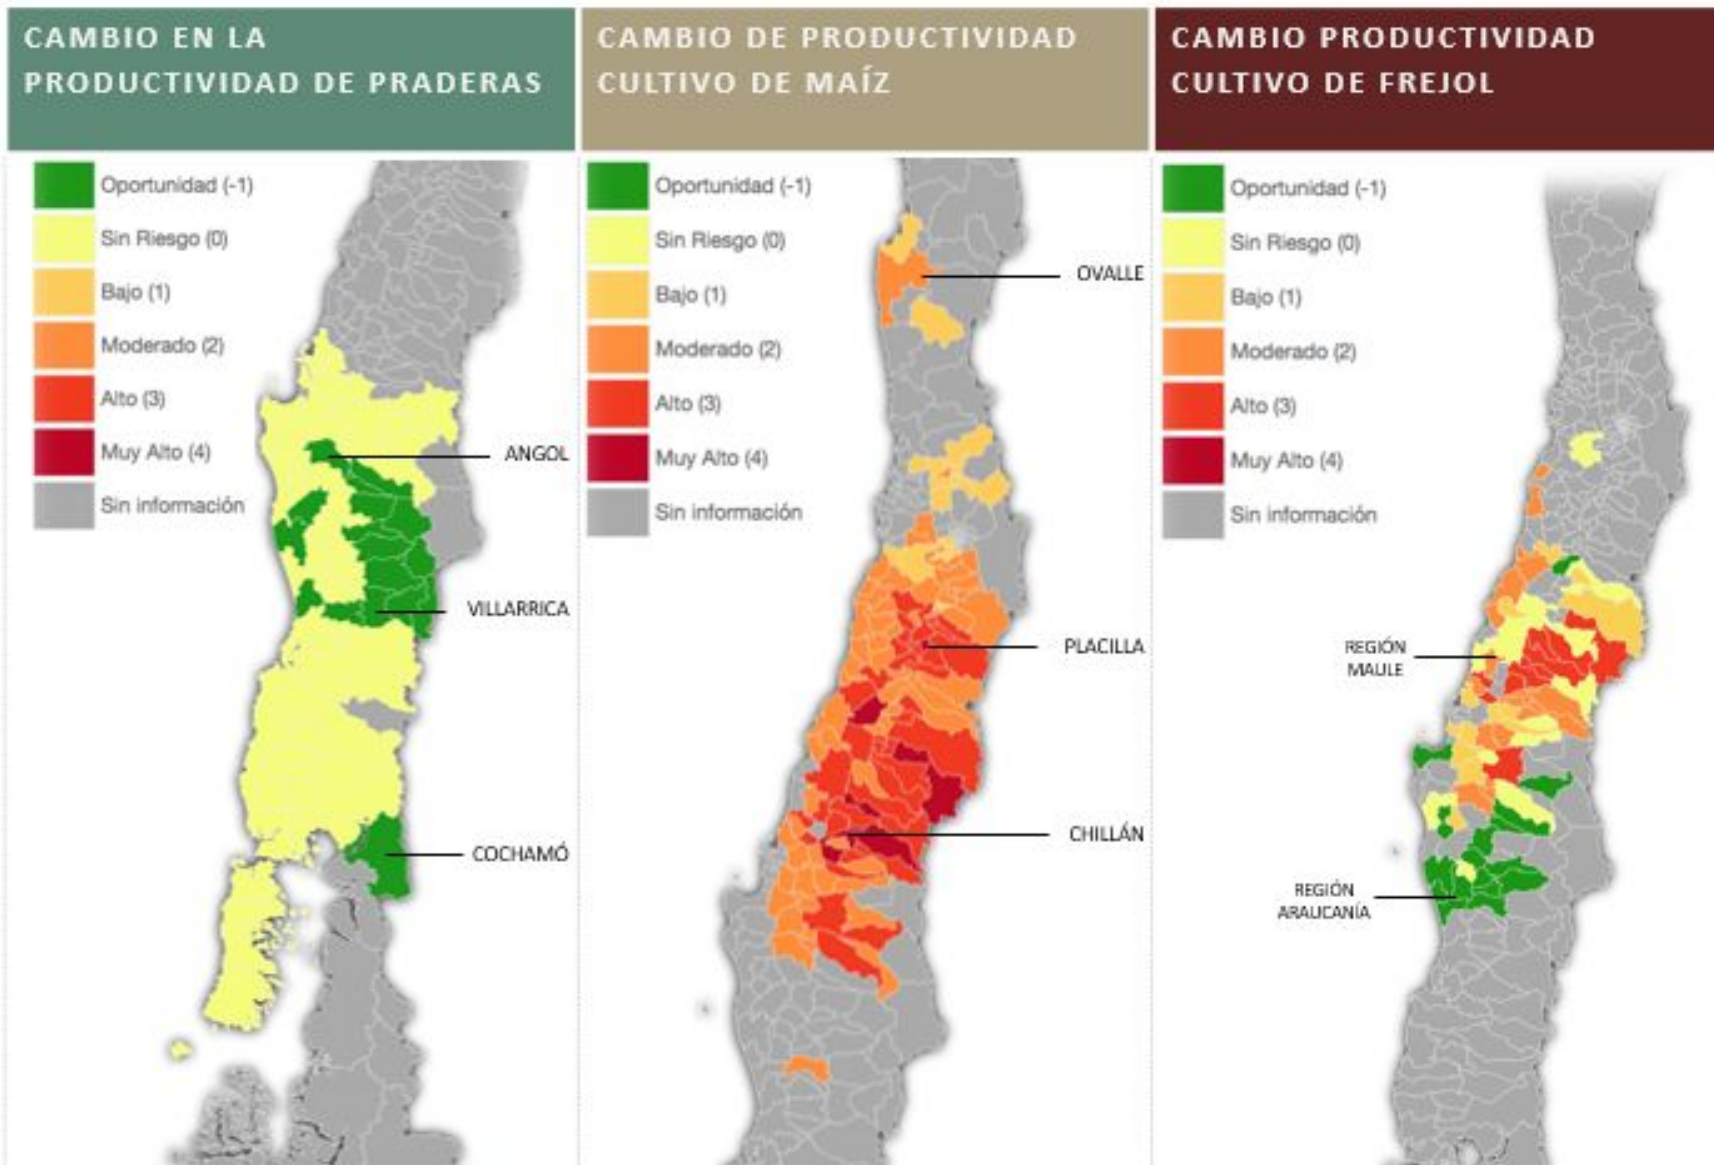 CAMBIO EN LA
PRODUCTIVIDAD DE PRADERAS
Oportunidad (-1)
Sin Riesgo (0)
Bajo (1)
Moderado (2)
Alto (3)
Muy Alto (4)
Sin información
ANGOL
VILLARRICA
COCHAMÓ
CAMBIO DE PRODUCTIVIDAD
CULTIVO DE MAÍZ
Oportunidad (-1)
Sin Riesgo (0)
Bajo (1)
Moderado (2)
Alto (3)
Muy Alto (4)
Sin información
OVALLE
PLACILLA
CHILLÁN
CAMBIO PRODUCTIVIDAD
CULTIVO DE FREJOL
Oportunidad (-1)
Sin Riesgo (0)
Bajo (1)
Moderado (2)
Alto (3)
Muy Alto (4)
Sin información
REGIÓN
MAULE
REGIÓN
ARAUCANÍA